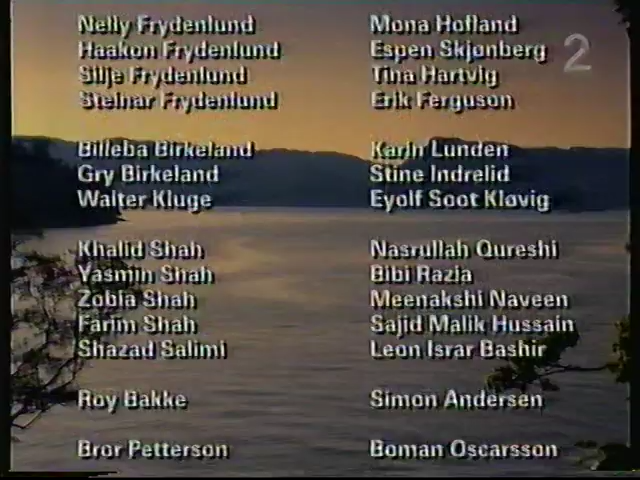 Nelly Frydenlund Mona Hofland
Haakon Frydenlund Espen Skjønberg
Silje Frydenlund Tina Hartvig
Steinar Frydenlund Erik Ferguson
2
Billeba Birkeland Karin Lunden
Gry Birkeland Stine Indrelid
Walter Kluge Eyolf Soot Kløvig
Khalid Shah Nasrullah Qureshi
Yasmin Shah Bibi Razia
Zobia Shah Meenakshi Naveen
Farim Shah Sajid Malik Hussain
Shazad Salimi Leon Israr Bashir
Roy Bakke Simon Andersen
Bror Petterson Boman Oscarsson